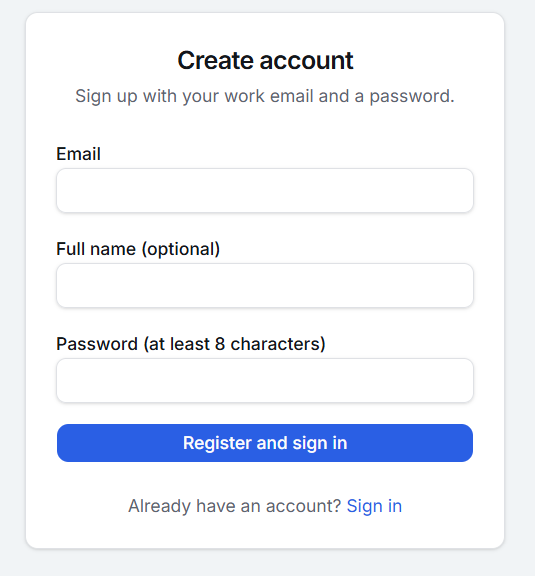 Create account
Sign up with your work email and a password.
Email
Full name (optional)
Password (at least 8 characters)
Register and sign in
Already have an account? Sign in